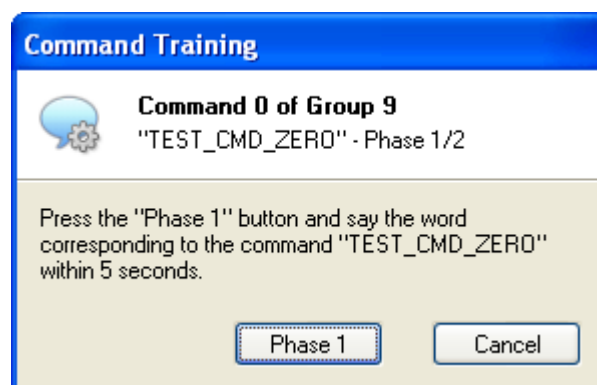 Command Training
Command 0 of Group 9
"TEST_CMD_ZERO" - Phase 1/2
Press the "Phase 1" button and say the word
corresponding to the command "TEST_CMD_ZERO"
within 5 seconds.
Phase 1
Cancel